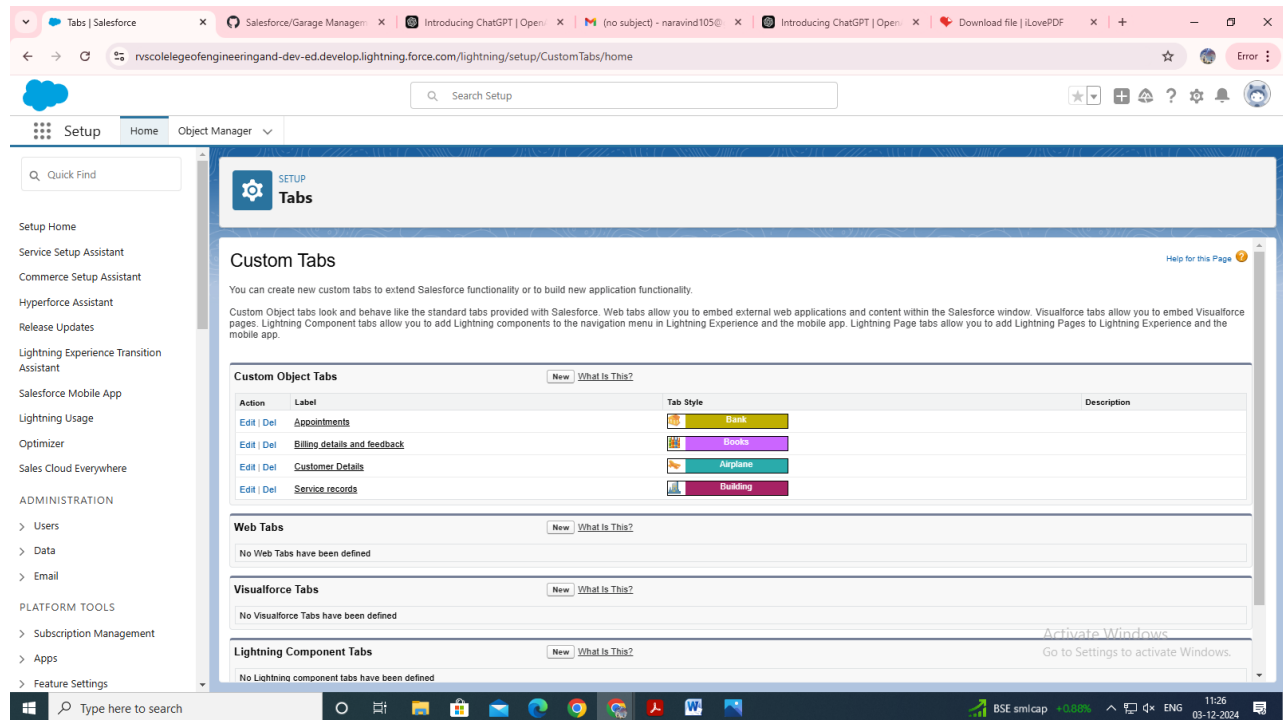 Tabs | Salesforce
Salesforce/Garage Managem
Introducing ChatGPT | Open
(no subject) - naravind105@
Introducing ChatGPT | Open
Download file | iLovePDF
rvscolelegeofengineeringand-dev-ed.develop.lightning.force.com/lightning/setup/CustomTabs/home
Error
Search Setup
Setup
Home
Object Manager
Quick Find
Setup Home
Service Setup Assistant
Commerce Setup Assistant
Hyperforce Assistant
Release Updates
Lightning Experience Transition
Assistant
Salesforce Mobile App
Lightning Usage
Optimizer
Sales Cloud Everywhere
ADMINISTRATION
Users
Data
Email
PLATFORM TOOLS
Subscription Management
Apps
Feature Settings
SETUP
Tabs
Custom Tabs
Help for this Page
You can create new custom tabs to extend Salesforce functionality or to build new application functionality.
Custom Object tabs look and behave like the standard tabs provided with Salesforce. Web tabs allow you to embed external web applications and content within the Salesforce window. Visualforce tabs allow you to embed Visualforce
pages. Lightning Component tabs allow you to add Lightning components to the navigation menu in Lightning Experience and the mobile app. Lightning Page tabs allow you to add Lightning Pages to Lightning Experience and the
mobile app.
Custom Object Tabs New What Is This?
Action Label Tab Style Description
Edit | Del Appointments Bank
Edit | Del Billing details and feedback Books
Edit | Del Customer Details Airplane
Edit | Del Service records Building
Web Tabs New What Is This?
No Web Tabs have been defined
Visualforce Tabs New What Is This?
No Visualforce Tabs have been defined
Lightning Component Tabs New What Is This?
No Lightning component tabs have been defined
Activate Windows
Go to Settings to activate Windows.
Type here to search
BSE smlcap +0.88%
ENG
11:26
03-12-2024